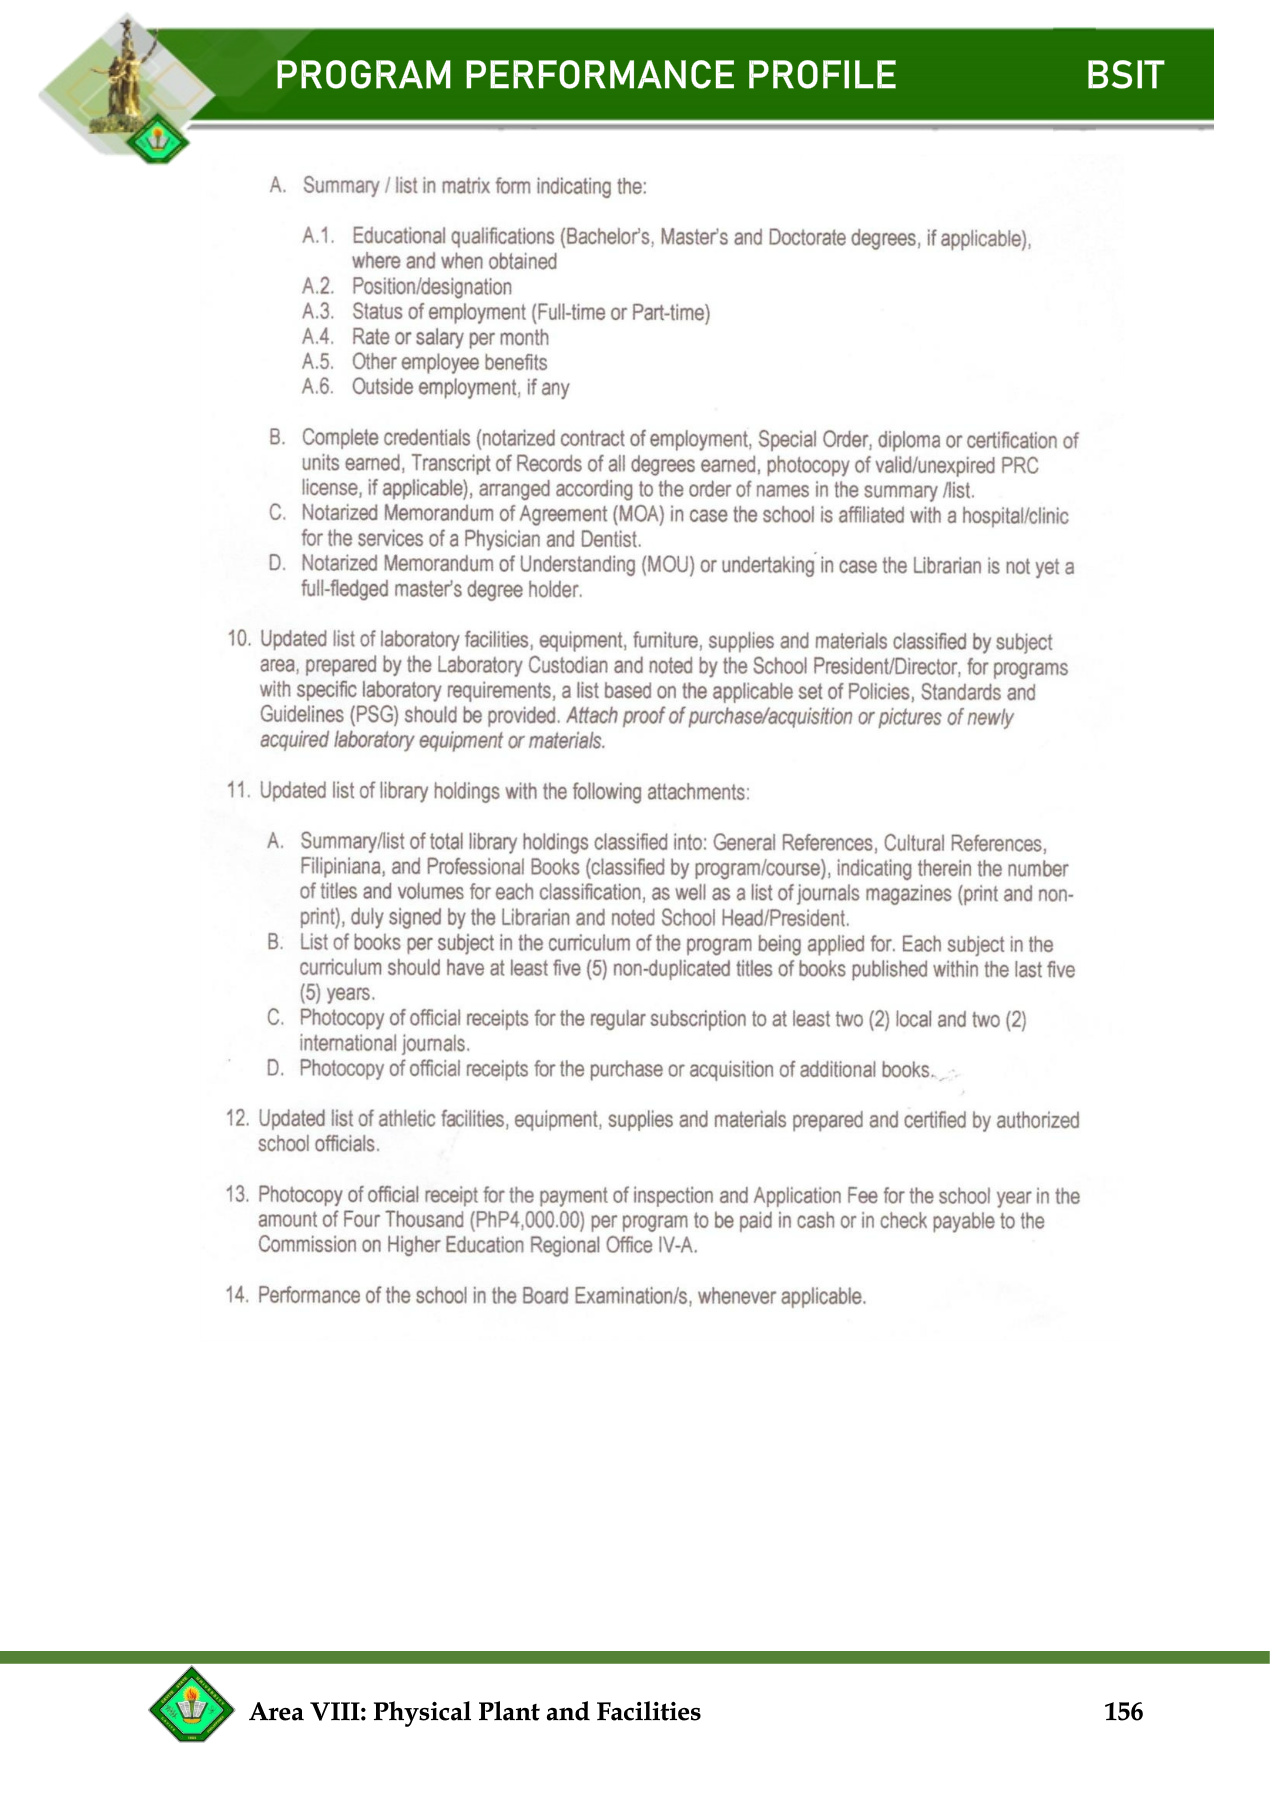 PROGRAM PERFORMANCE PROFILE BSIT
A. Summary / list in matrix form indicating the:
A.1. Educational qualifications (Bachelor's, Master's and Doctorate degrees, if applicable),
where and when obtained
A.2. Position/designation
A.3. Status of employment (Full-time or Part-time)
A.4. Rate or salary per month
A.5. Other employee benefits
A.6. Outside employment, if any
B. Complete credentials (notarized contract of employment, Special Order, diploma or certification of
units earned, Transcript of Records of all degrees earned, photocopy of valid/unexpired PRC
license, if applicable), arranged according to the order of names in the summary /list.
C. Notarized Memorandum of Agreement (MOA) in case the school is affiliated with a hospital/clinic
for the services of a Physician and Dentist.
D. Notarized Memorandum of Understanding (MOU) or undertaking in case the Librarian is not yet a
full-fledged master's degree holder.
10. Updated list of laboratory facilities, equipment, furniture, supplies and materials classified by subject
area, prepared by the Laboratory Custodian and noted by the School President/Director, for programs
with specific laboratory requirements, a list based on the applicable set of Policies, Standards and
Guidelines (PSG) should be provided. Attach proof of purchase/acquisition or pictures of newly
acquired laboratory equipment or materials.
11. Updated list of library holdings with the following attachments:
A. Summary/list of total library holdings classified into: General References, Cultural References,
Filipiniana, and Professional Books (classified by program/course), indicating therein the number
of titles and volumes for each classification, as well as a list of journals magazines (print and non-
print), duly signed by the Librarian and noted School Head/President.
B. List of books per subject in the curriculum of the program being applied for. Each subject in the
curriculum should have at least five (5) non-duplicated titles of books published within the last five
(5) years.
C. Photocopy of official receipts for the regular subscription to at least two (2) local and two (2)
international journals.
D. Photocopy of official receipts for the purchase or acquisition of additional books.
12. Updated list of athletic facilities, equipment, supplies and materials prepared and certified by authorized
school officials.
13. Photocopy of official receipt for the payment of inspection and Application Fee for the school year in the
amount of Four Thousand (PhP4,000.00) per program to be paid in cash or in check payable to the
Commission on Higher Education Regional Office IV-A.
14. Performance of the school in the Board Examination/s, whenever applicable.
Area VIII: Physical Plant and Facilities 156